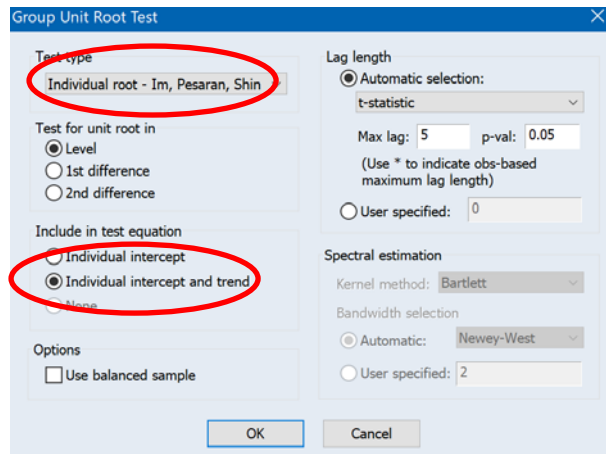 Group Unit Root Test
Test type
Individual root - Im, Pesaran, Shin
Test for unit root in
Level
1st difference
2nd difference
Include in test equation
Individual intercept
Individual intercept and trend
None
Options
Use balanced sample
Lag length
Automatic selection:
t-statistic
Max lag: 5 p-val: 0.05
(Use * to indicate obs-based
maximum lag length)
User specified: 0
Spectral estimation
Kernel method: Bartlett
Bandwidth selection
Automatic: Newey-West
User specified: 2
OK Cancel